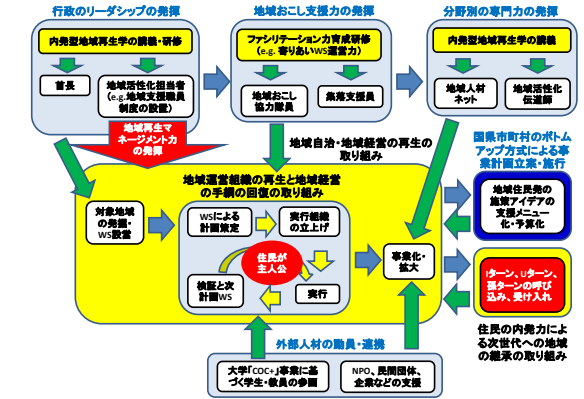 行政のリーダシップの発揮
地域おこし支援力の発揮
分野別の専門力の発揮
内発型地域再生学の講義・研修
首長
地域活性化担当者
(e.g.地域支援職員
制度の設置)
ファシリテーション力育成研修
(e.g. 寄りあいWS運営力)
地域おこし
協力隊員
集落支援員
内発型地域再生学の講義
地域人材
ネット
地域活性化
伝道師
地域再生マ
ネージメント力
の発揮
地域自治・地域経営の再生の
取り組み
国県市町村のボトム
アップ方式による事
業計画立案・施行
地域運営組織の再生と地域経営
の手綱の回復の取り組み
対象地域
の発掘・
WS設営
WSによる
計画策定
実行組織
の立上げ
住民が
主人公
検証と次
計画WS
実行
事業化・
拡大
地域住民発の
施策アイデアの
支援メニュー
化・予算化
Iターン、Uターン、
孫ターンの呼び
込み、受け入れ
住民の内発力によ
る次世代への地域
の継承の取り組み
外部人材の動員・連携
大学「COC+」事業に基
づく学生・教員の参画
NPO、民間団体、
企業などの支援